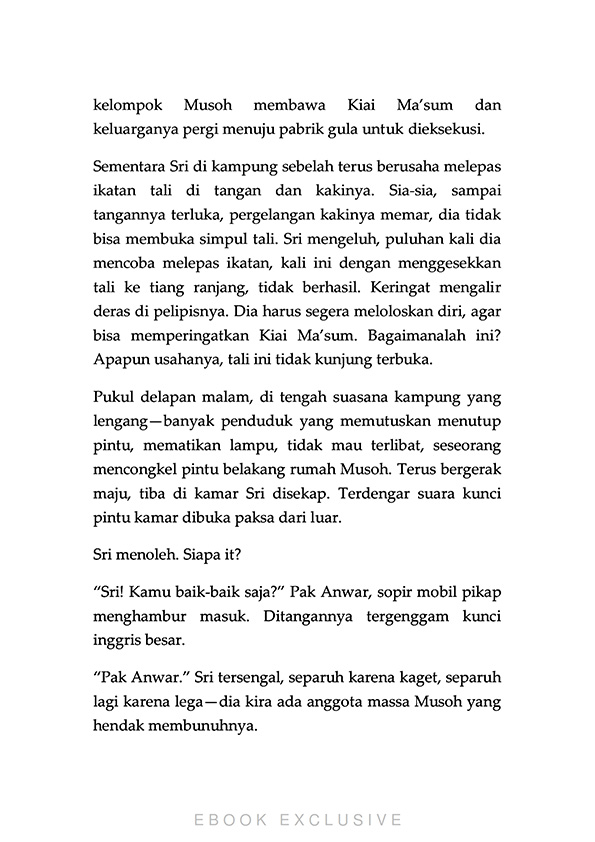 kelompok Musoh membawa Kiai Ma’sum dan
keluarganya pergi menuju pabrik gula untuk dieksekusi.
Sementara Sri di kampung sebelah terus berusaha melepas
ikatan tali di tangan dan kakinya. Sia-sia, sampai
tangannya terluka, pergelangan kakinya memar, dia tidak
bisa membuka simpul tali. Sri mengeluh, puluhan kali dia
mencoba melepas ikatan, kali ini dengan menggesekkan
tali ke tiang ranjang, tidak berhasil. Keringat mengalir
deras di pelipisnya. Dia harus segera meloloskan diri, agar
bisa memperingatkan Kiai Ma’sum. Bagaimanalah ini?
Apapun usahanya, tali ini tidak kunjung terbuka.
Pukul delapan malam, di tengah suasana kampung yang
lengang—banyak penduduk yang memutuskan menutup
pintu, mematikan lampu, tidak mau terlibat, seseorang
mencongkel pintu belakang rumah Musoh. Terus bergerak
maju, tiba di kamar Sri disekap. Terdengar suara kunci
pintu kamar dibuka paksa dari luar.
Sri menoleh. Siapa it?
“Sri! Kamu baik-baik saja?” Pak Anwar, sopir mobil pikap
menghambur masuk. Ditangannya tergenggam kunci
inggris besar.
“Pak Anwar.” Sri tersengal, separuh karena kaget, separuh
lagi karena lega—dia kira ada anggota massa Musoh yang
hendak membunuhnya.
EBOOK EXCLUSIVE